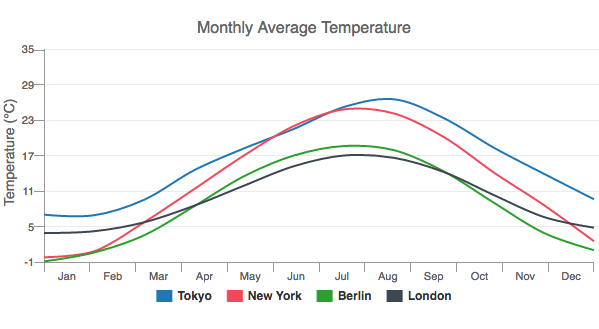 Monthly Average Temperature
Temperature (°C)
35
29
23
17
11
5
-1
Jan Feb Mar Apr May Jun Jul Aug Sep Oct Nov Dec
Tokyo New York Berlin London